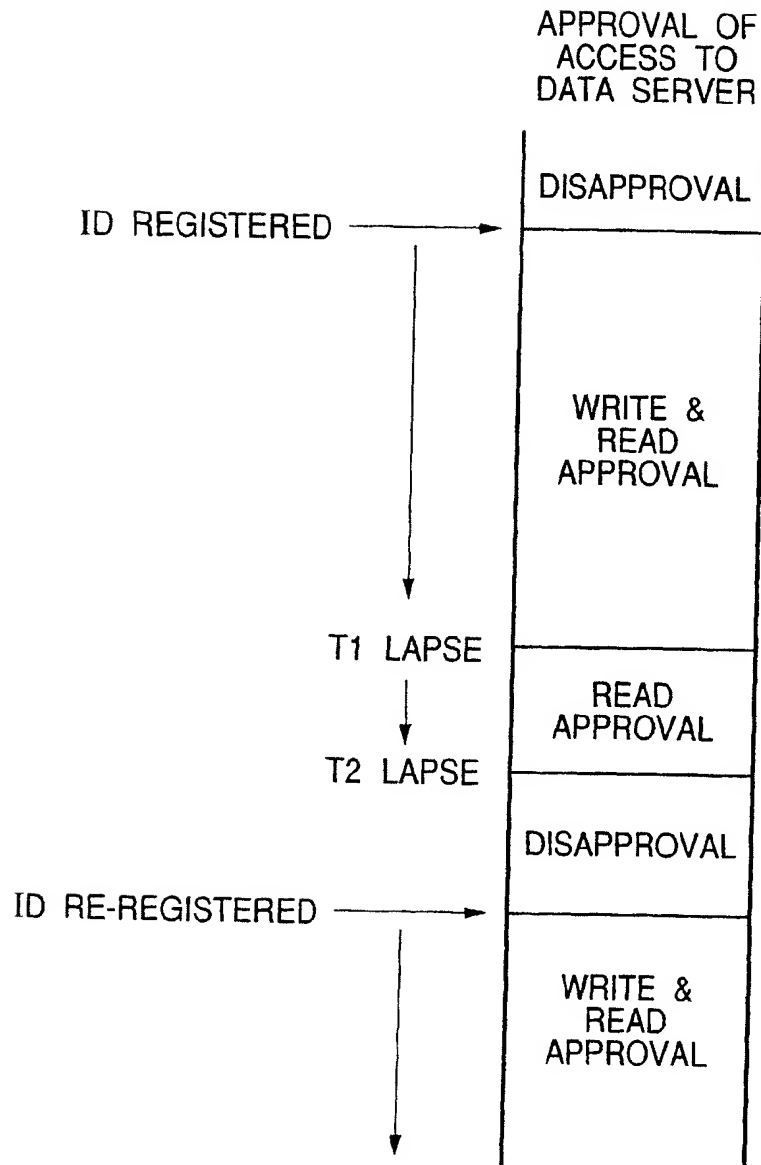 APPROVAL OF
ACCESS TO
DATA SERVER
DISAPPROVAL
ID REGISTERED
WRITE &
READ
APPROVAL
T1 LAPSE
READ
APPROVAL
T2 LAPSE
DISAPPROVAL
ID RE-REGISTERED
WRITE &
READ
APPROVAL